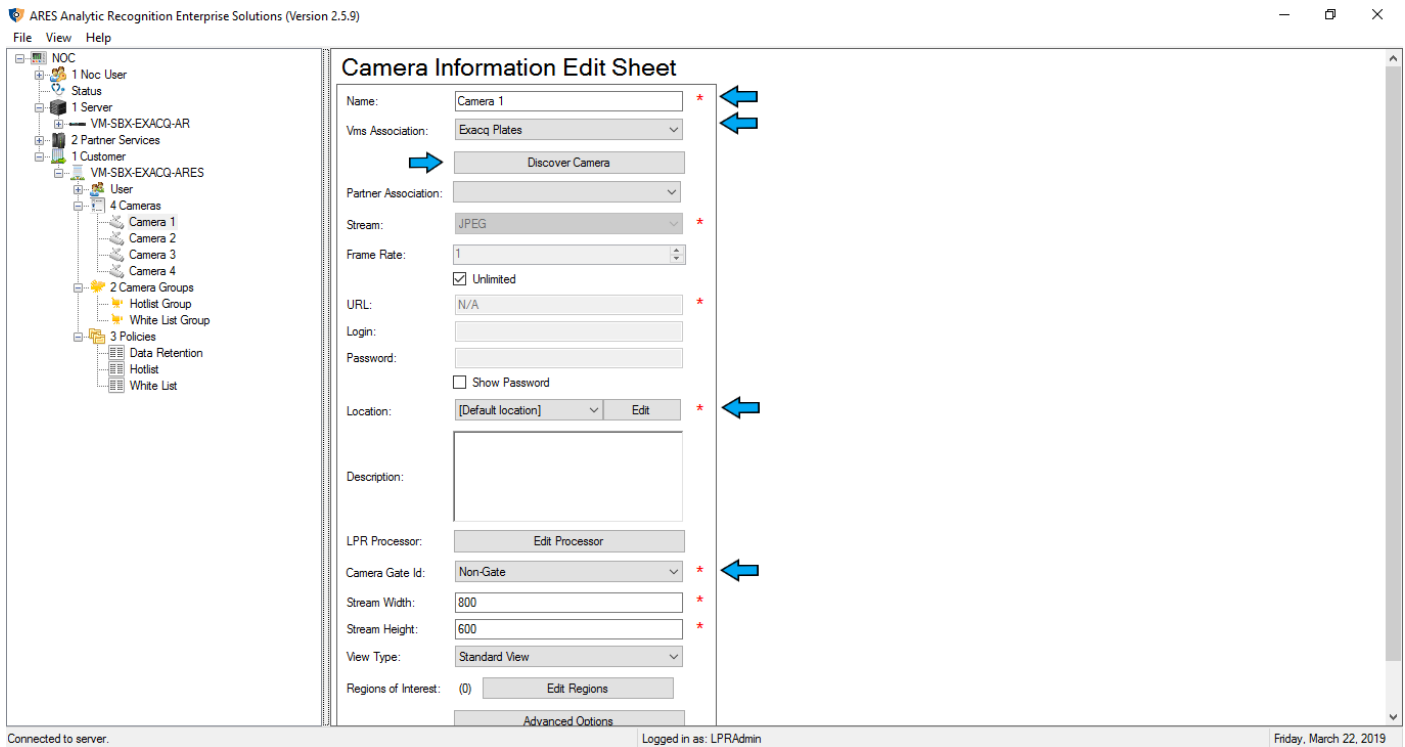 ARES Analytic Recognition Enterprise Solutions (Version 2.5.9)
File View Help
NOC
1 Noc User
Status
1 Server
VM-SBX-EXACQ-AR
2 Partner Services
1 Customer
VM-SBX-EXACQ-ARES
User
4 Cameras
Camera 1
Camera 2
Camera 3
Camera 4
2 Camera Groups
Hotlist Group
White List Group
3 Policies
Data Retention
Hotlist
White List
Camera Information Edit Sheet
Name: Camera 1 *
Vms Association: Exacq Plates
Discover Camera
Partner Association:
Stream: JPEG *
Frame Rate: 1
Unlimited
URL: N/A *
Login:
Password:
Show Password
Location: [Default location] Edit *
Description:
LPR Processor: Edit Processor
Camera Gate Id: Non-Gate *
Stream Width: 800 *
Stream Height: 600 *
View Type: Standard View
Regions of Interest: (0) Edit Regions
Advanced Options
Connected to server. Logged in as: LPRAdmin Friday, March 22, 2019